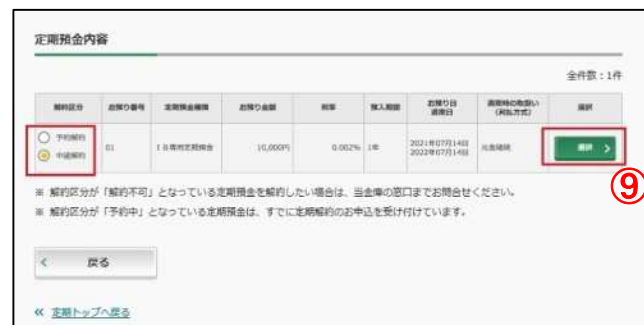 定期預金内容
全件数：1件
解約区分 お預り番号 定期預金種類 お預り金額 利率 預入期間 お預り日 満期日 満期時の取扱い（利払方式） 選択
予約解約
中途解約
01 ＩＢ専用定期預金 10,000円 0.002% 1年 2021年07月14日 2022年07月14日 元金継続 選択
⑨
※ 解約区分が「解約不可」となっている定期預金を解約したい場合は、当金庫の窓口までお問合せください。
※ 解約区分が「予約中」となっている定期預金は、すでに定期解約のお申込を受け付けています。
戻る
定期トップへ戻る